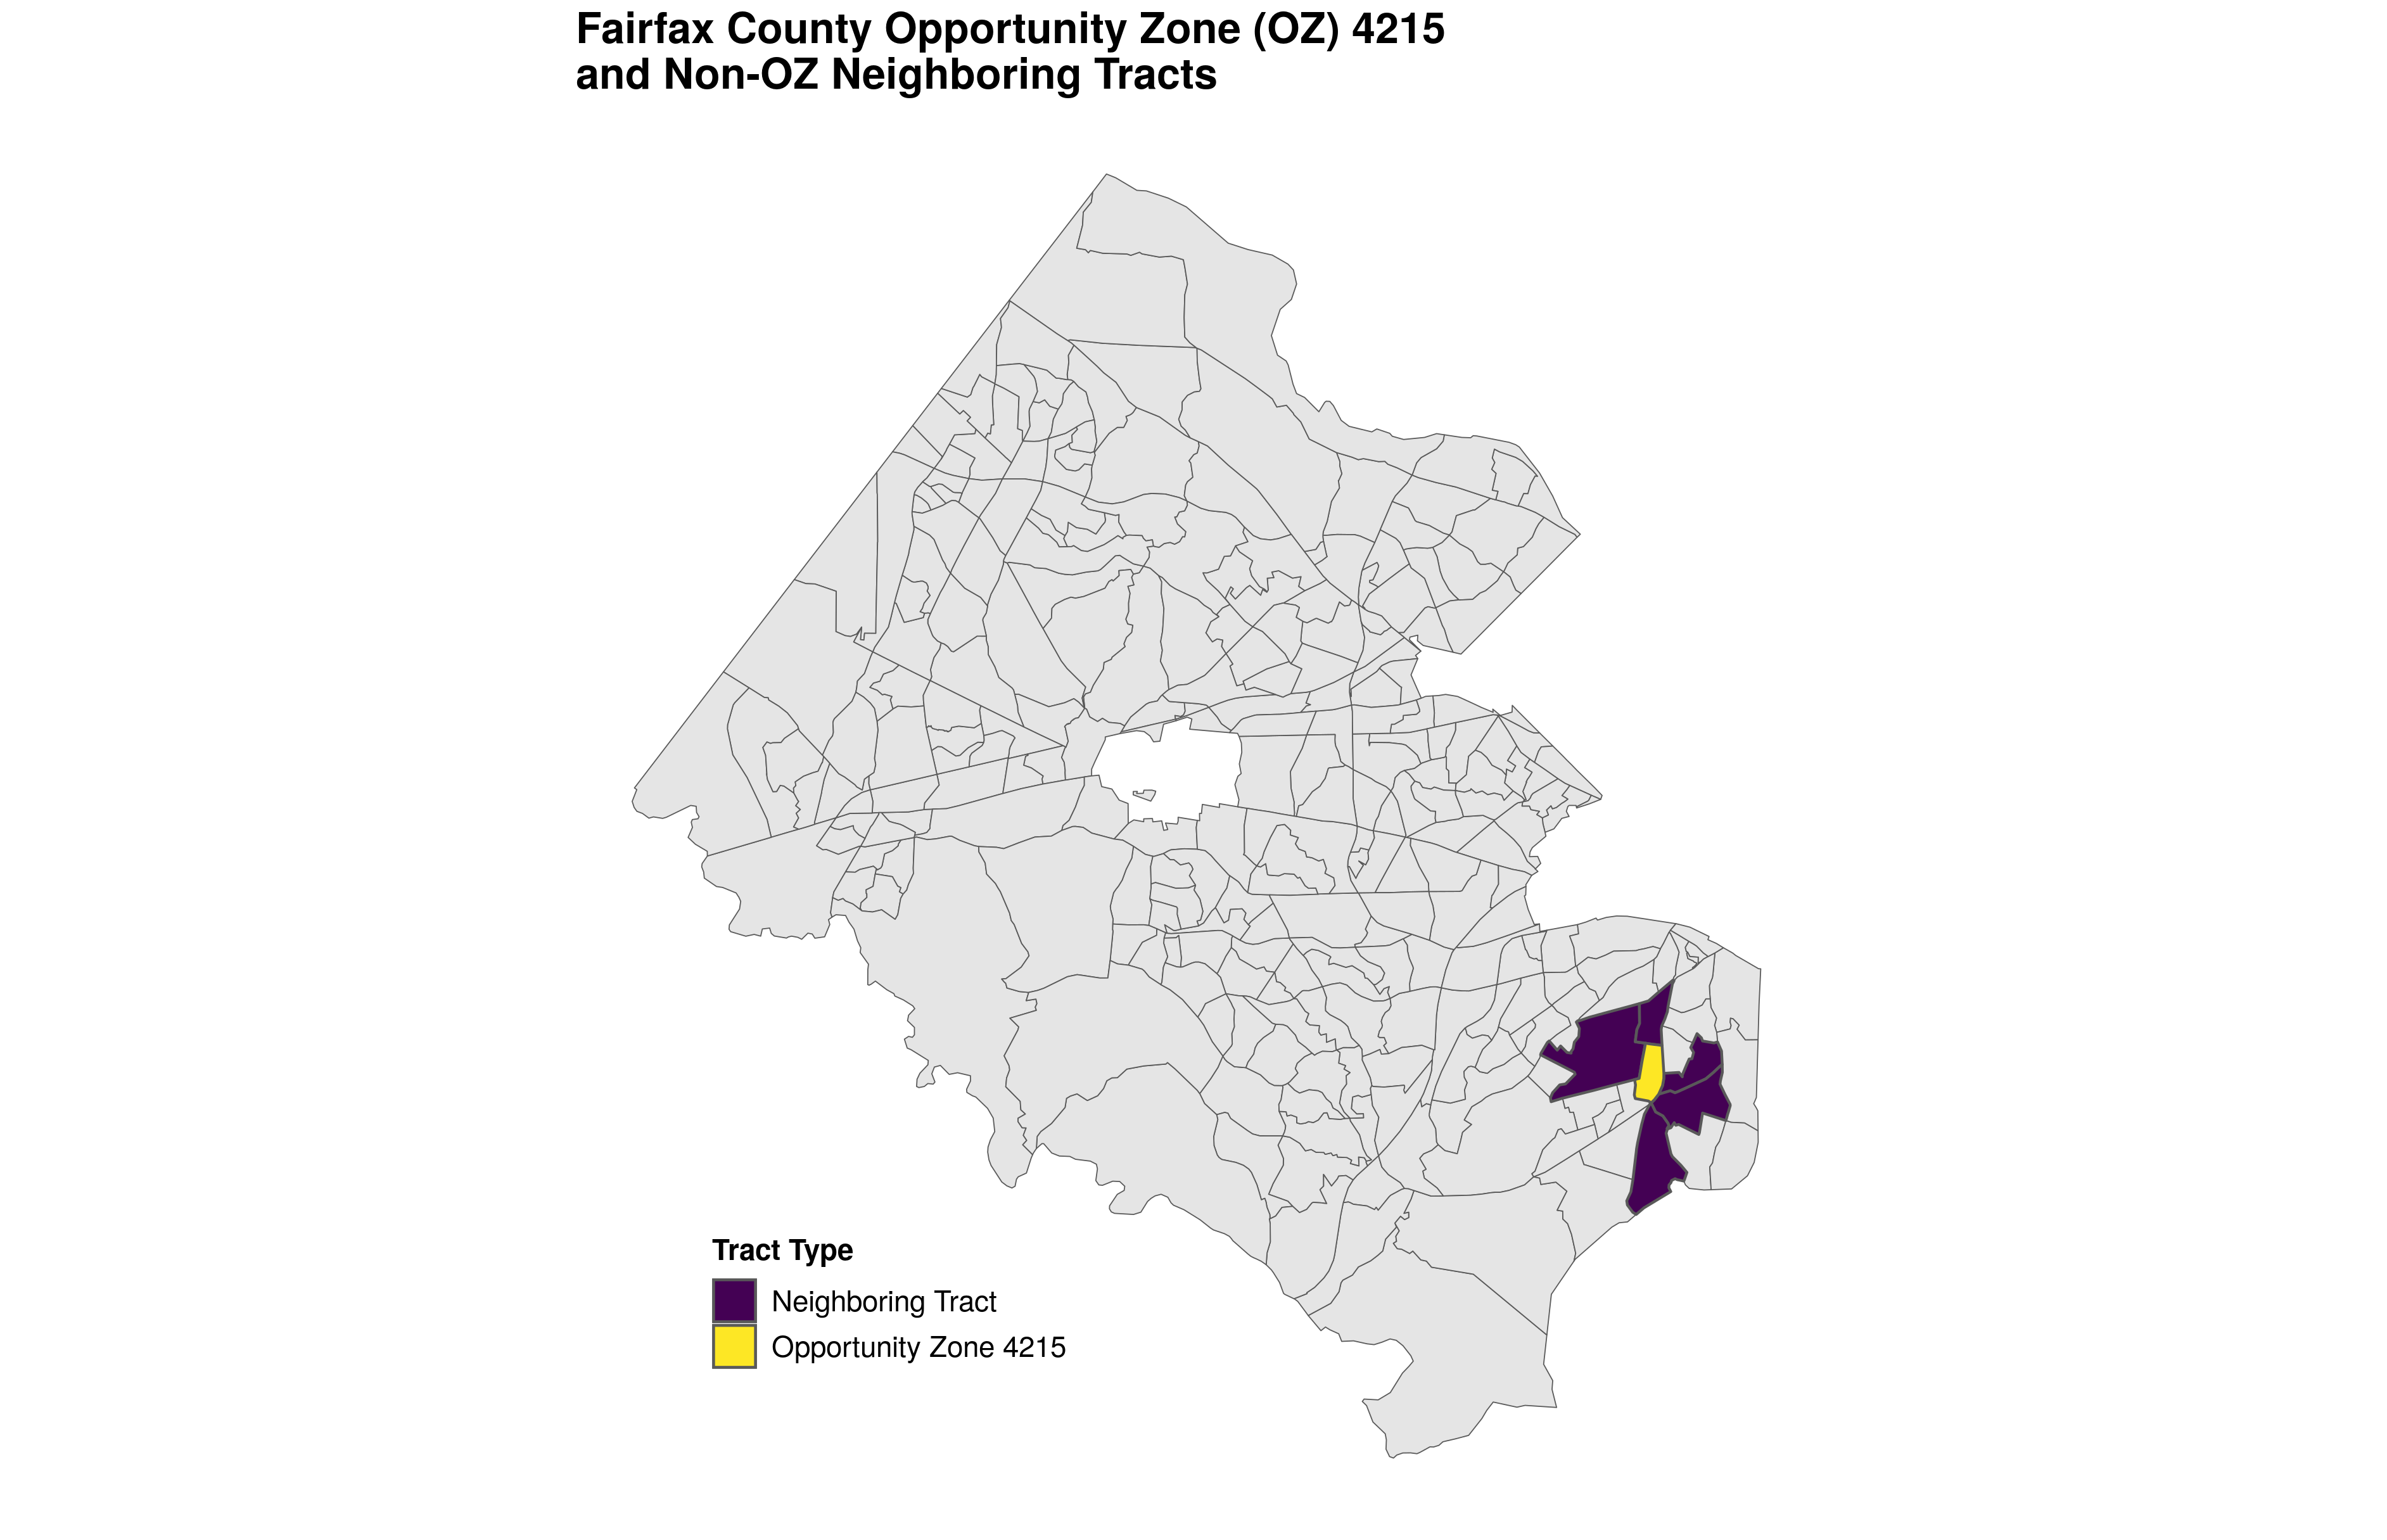 Fairfax County Opportunity Zone (OZ) 4215
and Non-OZ Neighboring Tracts
Tract Type
Neighboring Tract
Opportunity Zone 4215